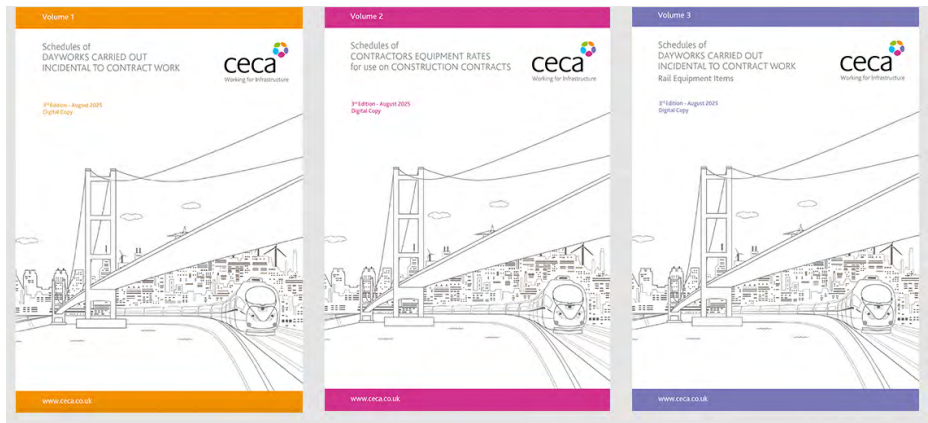 Volume 1
Schedules of
DAYWORKS CARRIED OUT
INCIDENTAL TO CONTRACT WORK
ceca
Working for Infrastructure
3rd Edition - August 2025
Digital Copy
www.ceca.co.uk
Volume 2
Schedules of
CONTRACTORS EQUIPMENT RATES
for use on CONSTRUCTION CONTRACTS
ceca
Working for Infrastructure
3rd Edition - August 2025
Digital Copy
www.ceca.co.uk
Volume 3
Schedules of
DAYWORKS CARRIED OUT
INCIDENTAL TO CONTRACT WORK
Rail Equipment Items
ceca
Working for Infrastructure
3rd Edition - August 2025
Digital Copy
www.ceca.co.uk